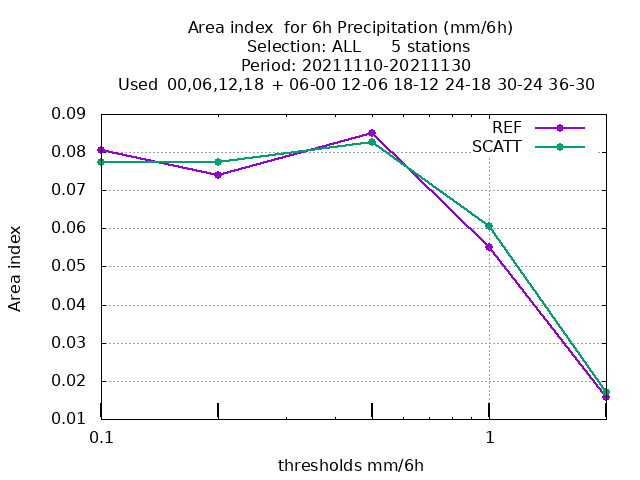 Area index  for 6h Precipitation (mm/6h)
Selection: ALL      5 stations
Period: 20211110-20211130
Used  00,06,12,18  + 06-00 12-06 18-12 24-18 30-24 36-30
REF
SCATT
0.09
0.08
0.07
0.06
0.05
0.04
0.03
0.02
0.01
Area index
0.1
1
thresholds mm/6h